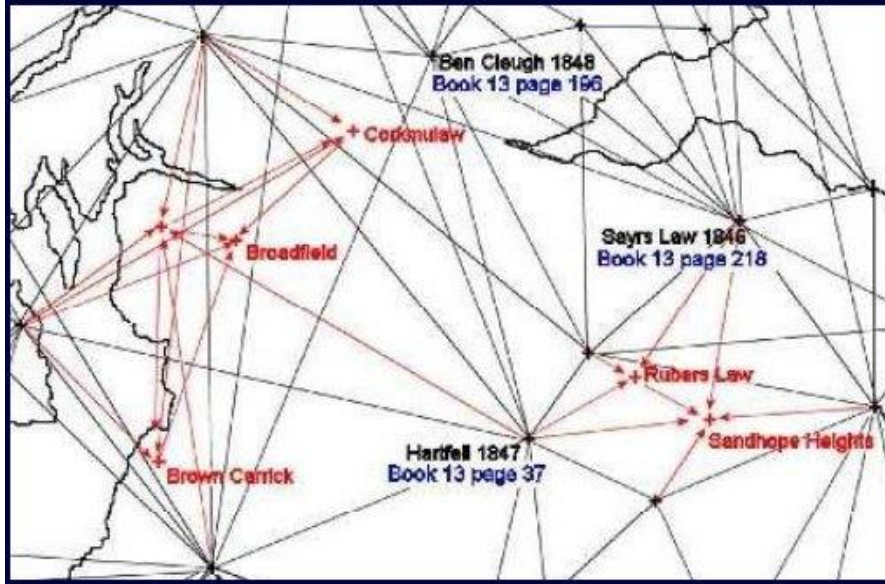 Ben Cleugh 1848
Book 13 page 196
Corkmulaw
Broadfield
Sayrs Law 1846
Book 13 page 218
Rubers Law
Sandhope Heights
Hartfell 1847
Book 13 page 37
Brown Carrick